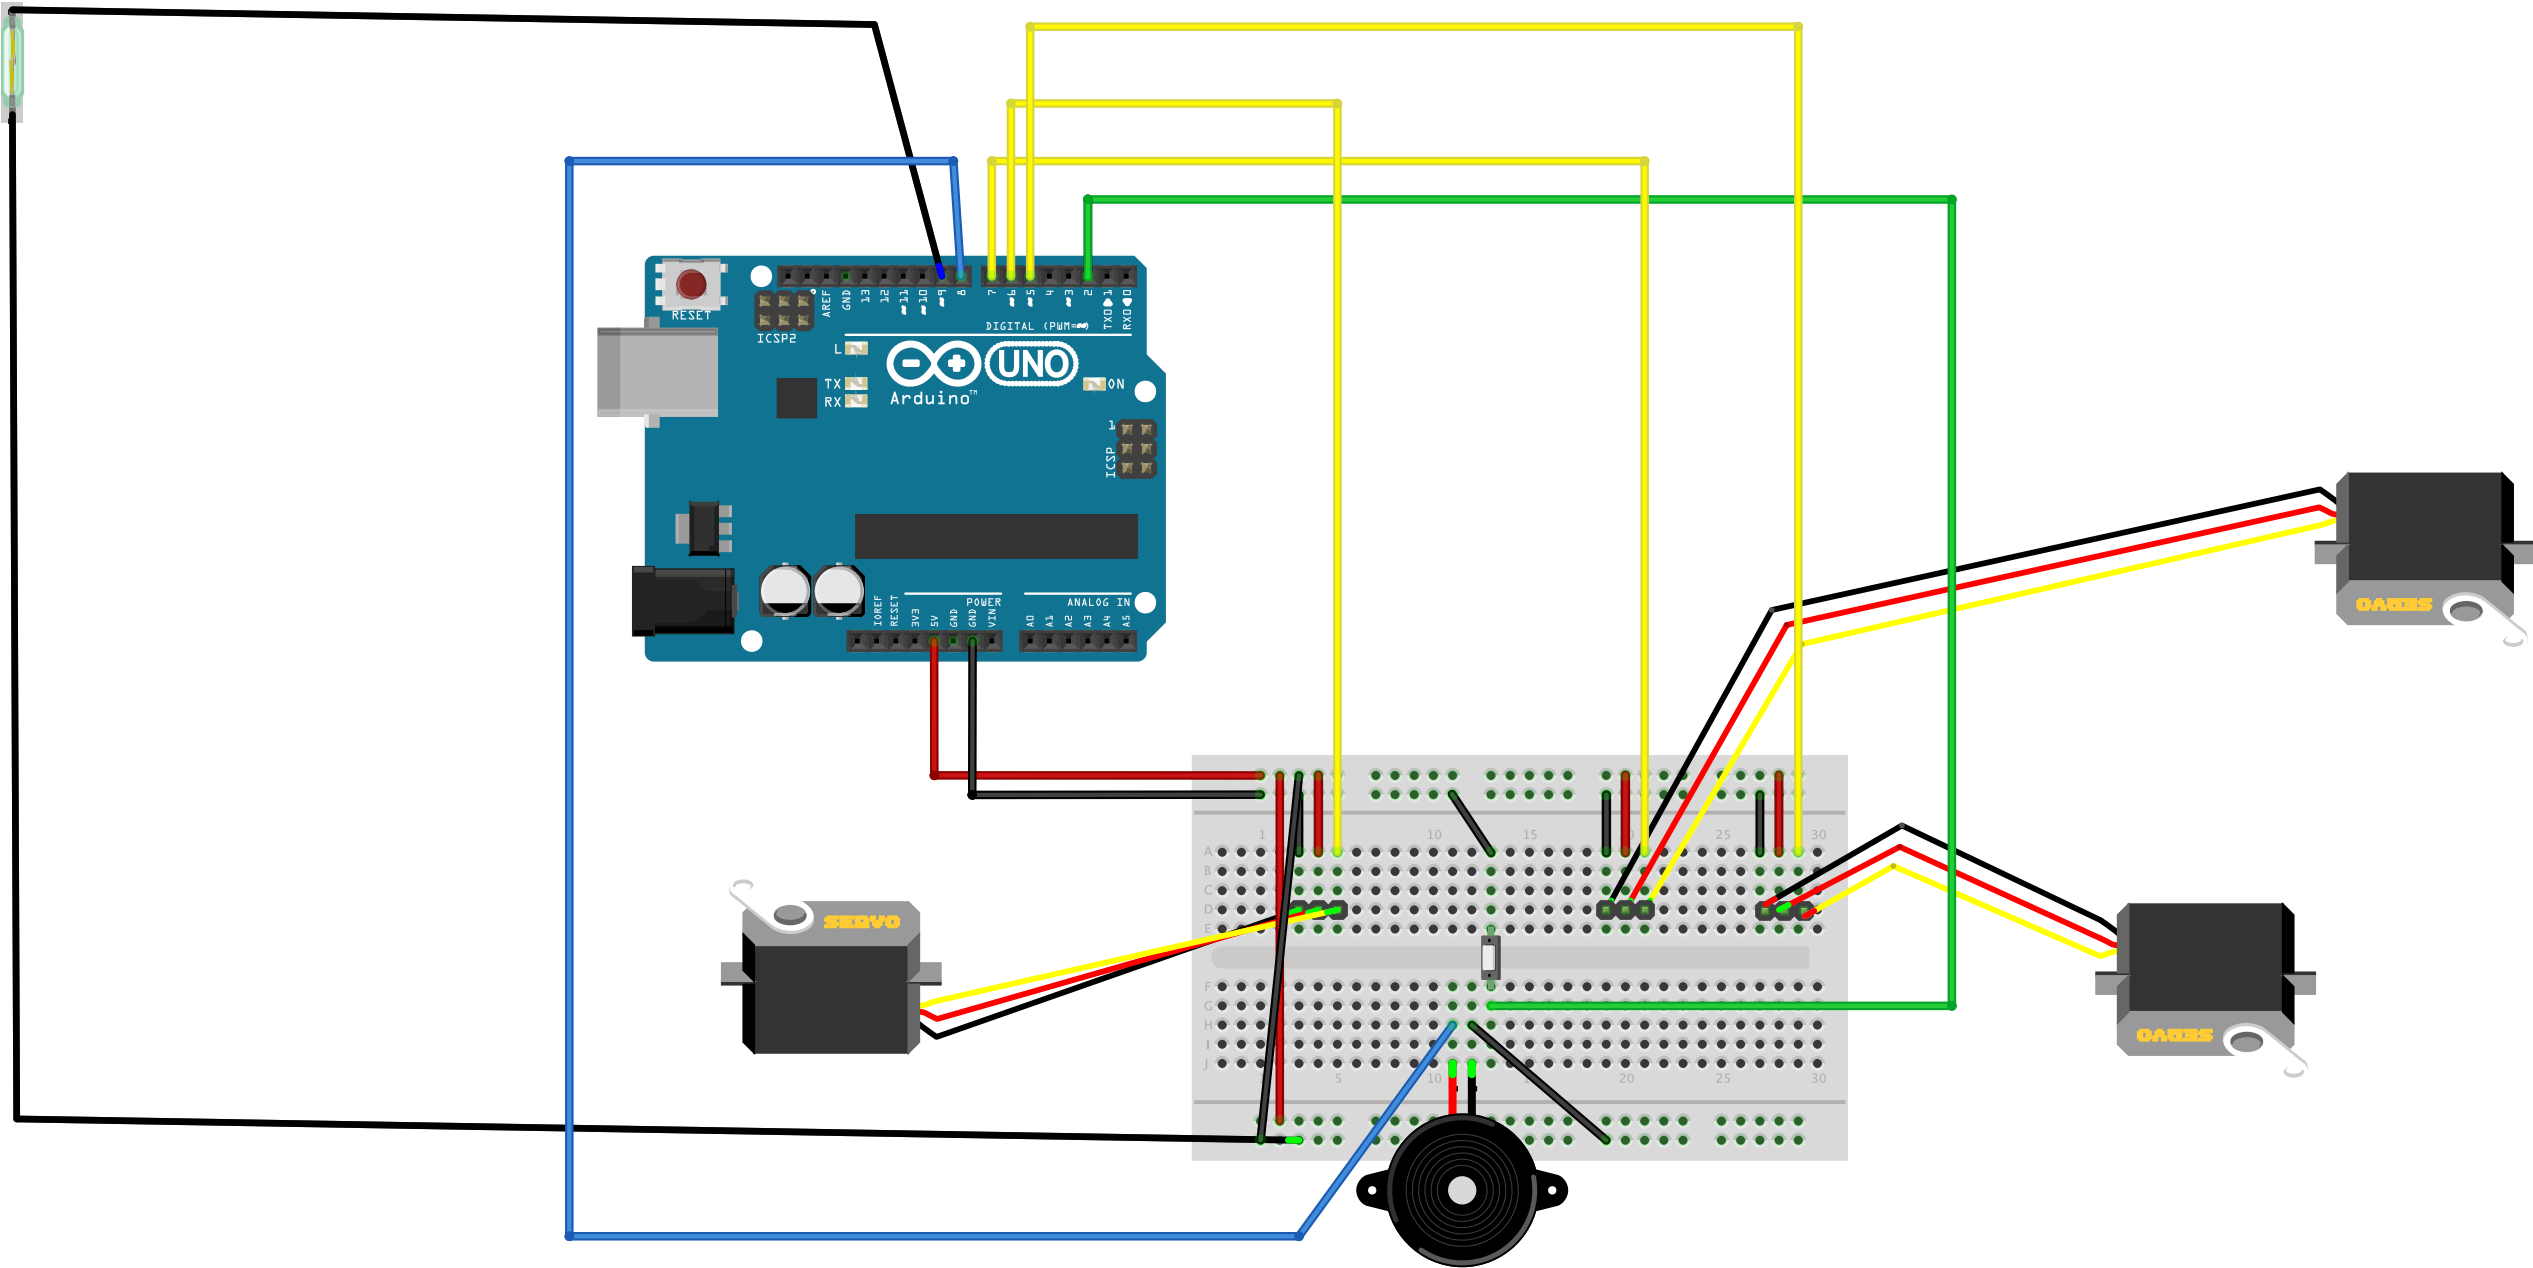 RESET
ICSP2
AREF
GND
13
12
~11
~10
~9
8
7
~6
~5
4
~3
2
TX0▶1
RX0◀0
DIGITAL (PWM=~)
L
TX
RX
UNO
ON
Arduino™
1
ICSP
IOREF
RESET
3V3
5V
GND
GND
VIN
POWER
A0
A1
A2
A3
A4
A5
ANALOG IN
SERVO
1 10 15 25 30
A
B
C
D
E
F
G
H
I
J
5 10 20 25 30
SERVO
SERVO